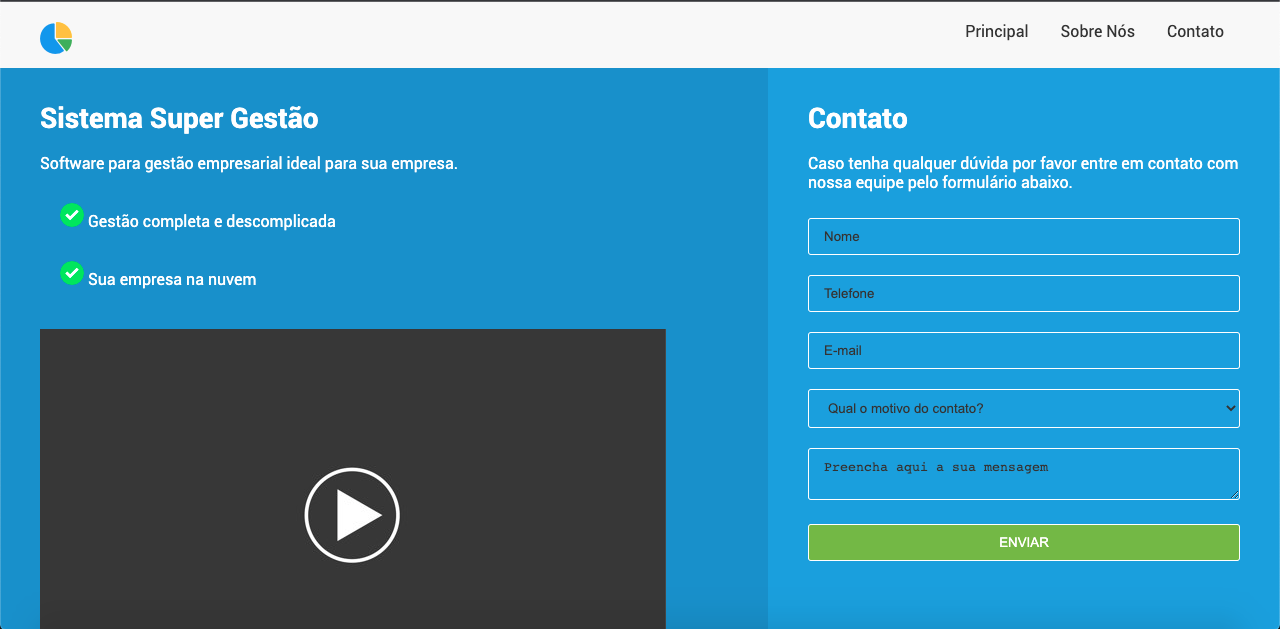 Principal
Sobre Nós
Contato
Sistema Super Gestão
Software para gestão empresarial ideal para sua empresa.
Gestão completa e descomplicada
Sua empresa na nuvem
Contato
Caso tenha qualquer dúvida por favor entre em contato com
nossa equipe pelo formulário abaixo.
Nome
Telefone
E-mail
Qual o motivo do contato?
Preencha aqui a sua mensagem
ENVIAR